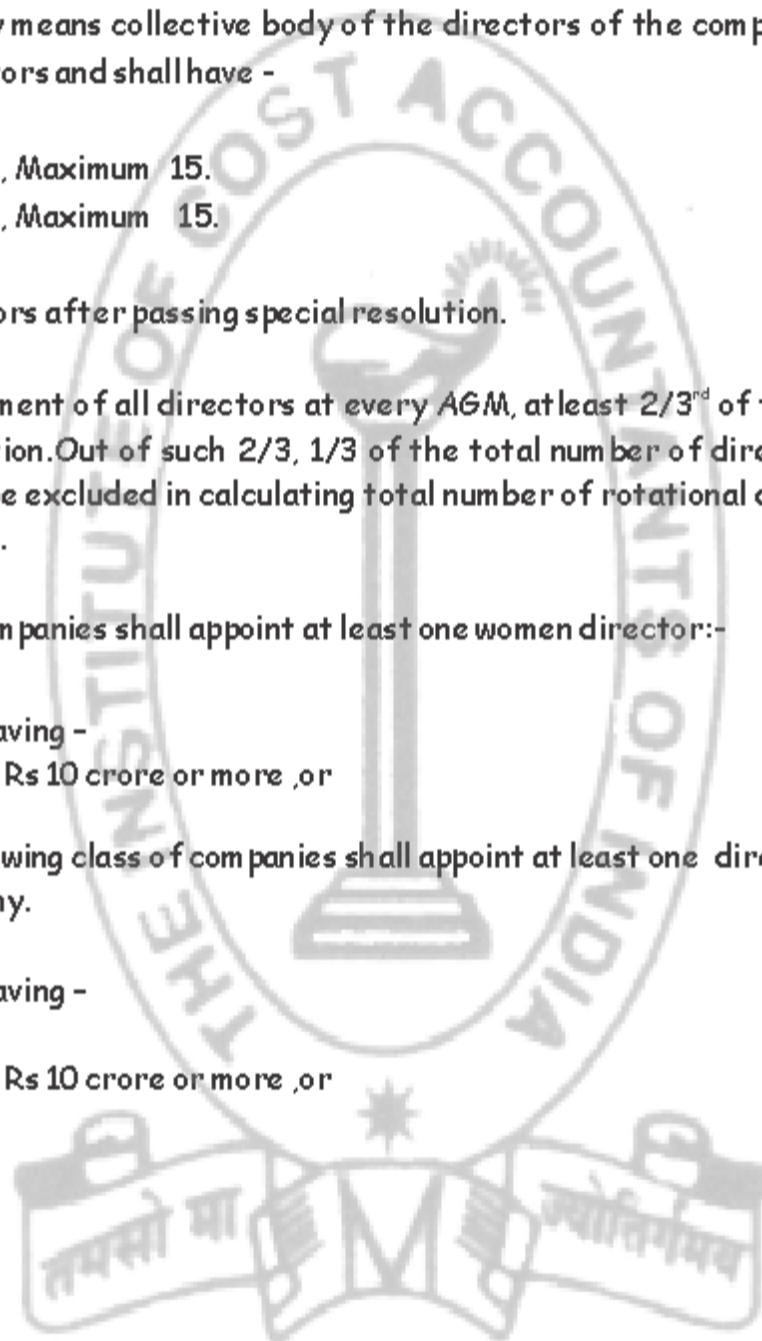 means collective body of the directors of the comp
ors and shall have -
, Maximum 15.
, Maximum 15.
ors after passing special resolution.
ment of all directors at every AGM, atleast 2/3rd of
ion. Out of such 2/3, 1/3 of the total number of dire
e excluded in calculating total number of rotational
.
mpanies shall appoint at least one women director:-
aving -
Rs 10 crore or more ,or
wing class of companies shall appoint at least one dire
ny.
aving -
Rs 10 crore or more ,or
THE INSTITUTE OF COST ACCOUNTANTS OF INDIA
तमसो मा ज्योतिर्गमय